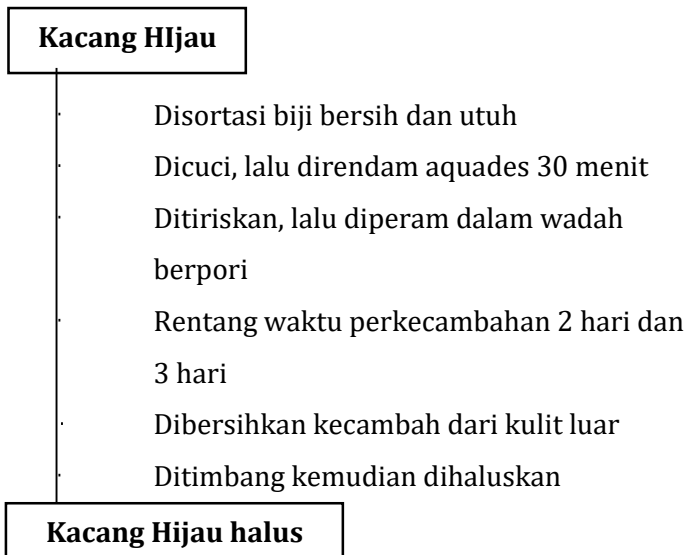 Kacang HIjau
Disortasi biji bersih dan utuh
Dicuci, lalu direndam aquades 30 menit
Ditiriskan, lalu diperam dalam wadah
berpori
Rentang waktu perkecambahan 2 hari dan
3 hari
Dibersihkan kecambah dari kulit luar
Ditimbang kemudian dihaluskan
Kacang Hijau halus